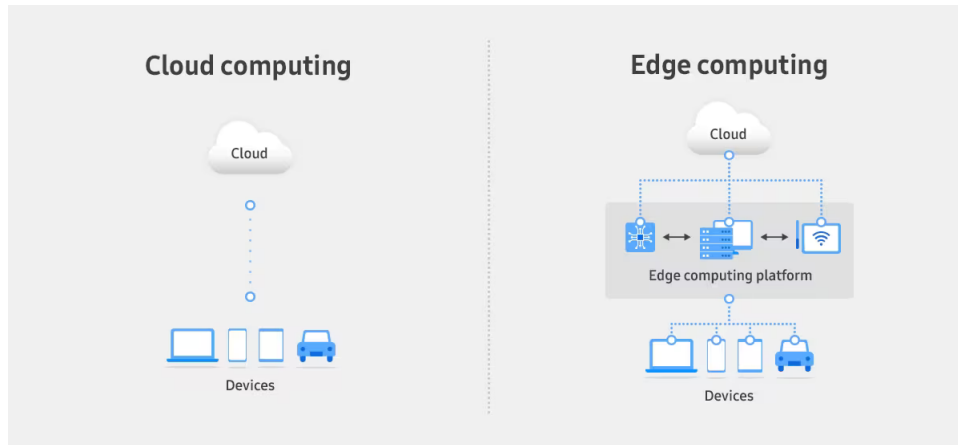 Cloud computing
Cloud
Devices
Edge computing
Cloud
Edge computing platform
Devices